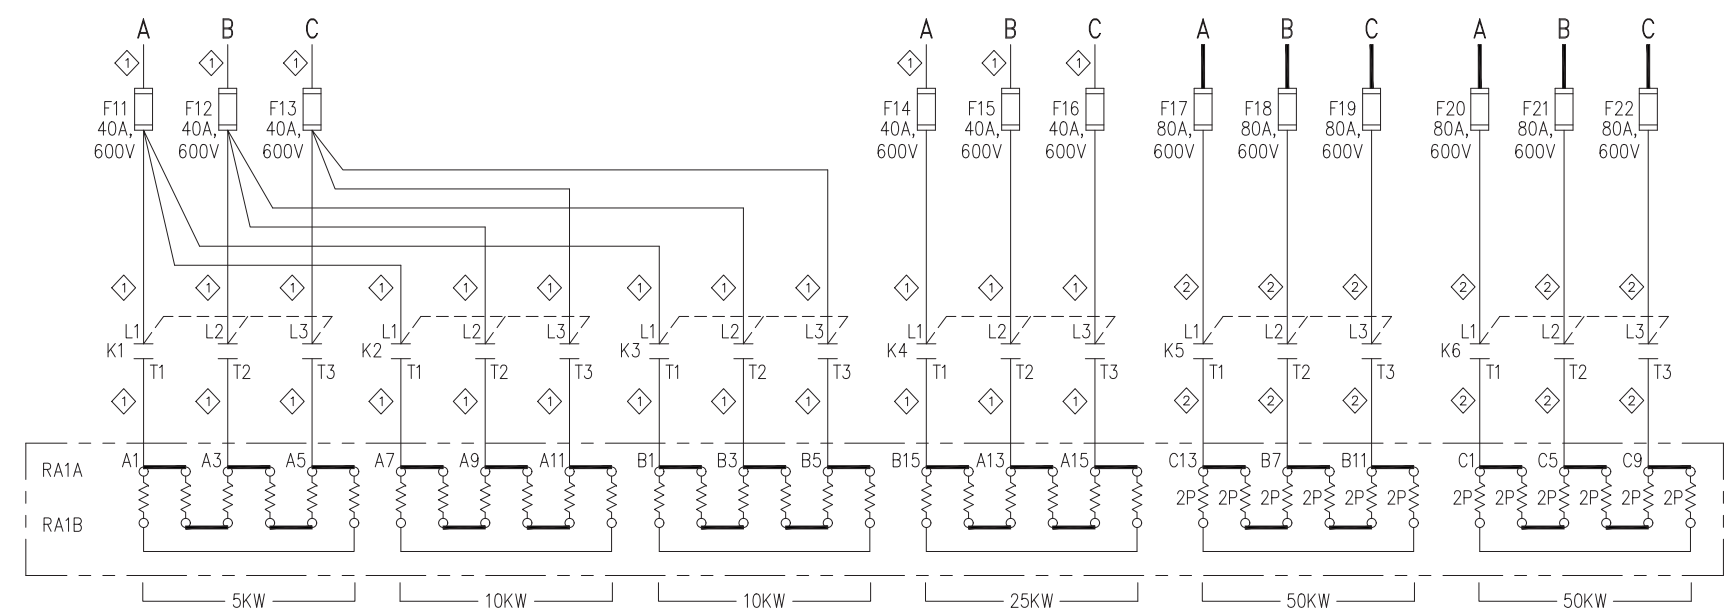 A B C A B C A B C A B C
1 1 1 1 1 1
F11 F12 F13 F14 F15 F16 F17 F18 F19 F20 F21 F22
40A, 40A, 40A, 40A, 40A, 40A, 80A, 80A, 80A, 80A, 80A, 80A,
600V 600V 600V 600V 600V 600V 600V 600V 600V 600V 600V 600V
1 1 1 1 1 1 1 1 1 1 1 1 2 2 2 2 2 2
L1 L2 L3 L1 L2 L3 L1 L2 L3 L1 L2 L3 L1 L2 L3 L1 L2 L3
K1 K2 K3 K4 K5 K6
T1 T2 T3 T1 T2 T3 T1 T2 T3 T1 T2 T3 T1 T2 T3 T1 T2 T3
1 1 1 1 1 1 1 1 1 1 1 1 2 2 2 2 2 2
RA1A A1 A3 A5 A7 A9 A11 B1 B3 B5 B15 A13 A15 C13 B7 B11 C1 C5 C9
2P 2P 2P 2P 2P 2P 2P 2P 2P 2P 2P 2P
RA1B
5KW 10KW 10KW 25KW 50KW 50KW